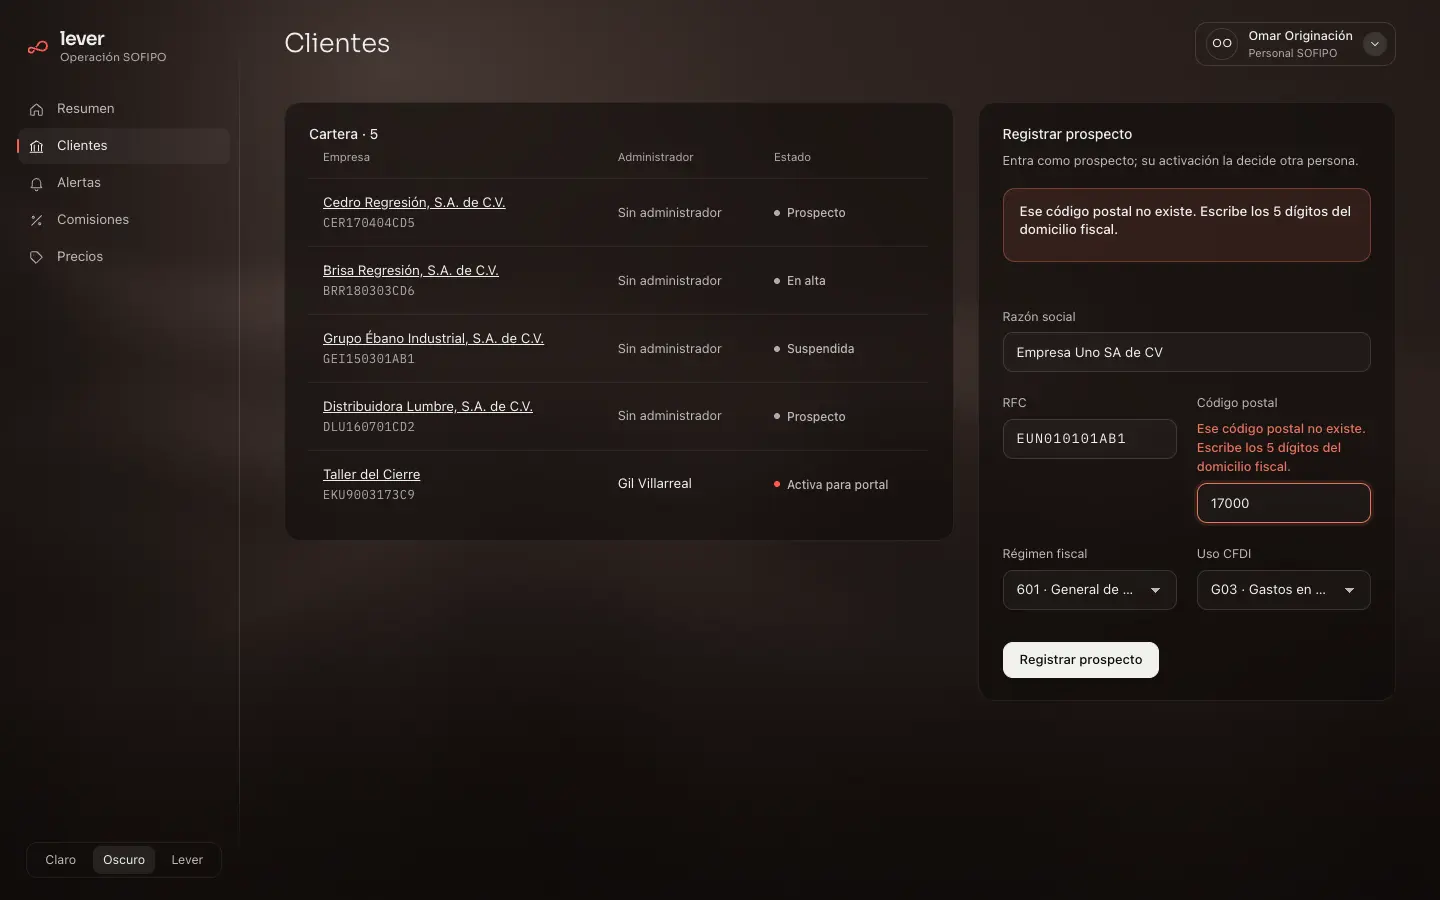 lever
Operación SOFIPO
Resumen
Clientes
Alertas
Comisiones
Precios
Claro
Oscuro
Lever
Clientes
OO
Omar Originación
Personal SOFIPO
Cartera · 5
Empresa
Administrador
Estado
Cedro Regresión, S.A. de C.V.
CER170404CD5
Sin administrador
Prospecto
Brisa Regresión, S.A. de C.V.
BRR180303CD6
Sin administrador
En alta
Grupo Ébano Industrial, S.A. de C.V.
GEI150301AB1
Sin administrador
Suspendida
Distribuidora Lumbre, S.A. de C.V.
DLU160701CD2
Sin administrador
Prospecto
Taller del Cierre
EKU9003173C9
Gil Villarreal
Activa para portal
Registrar prospecto
Entra como prospecto; su activación la decide otra persona.
Ese código postal no existe. Escribe los 5 dígitos del
domicilio fiscal.
Razón social
Empresa Uno SA de CV
RFC
EUN010101AB1
Código postal
Ese código postal no existe.
Escribe los 5 dígitos del
domicilio fiscal.
17000
Régimen fiscal
601 · General de ...
Uso CFDI
G03 · Gastos en ...
Registrar prospecto